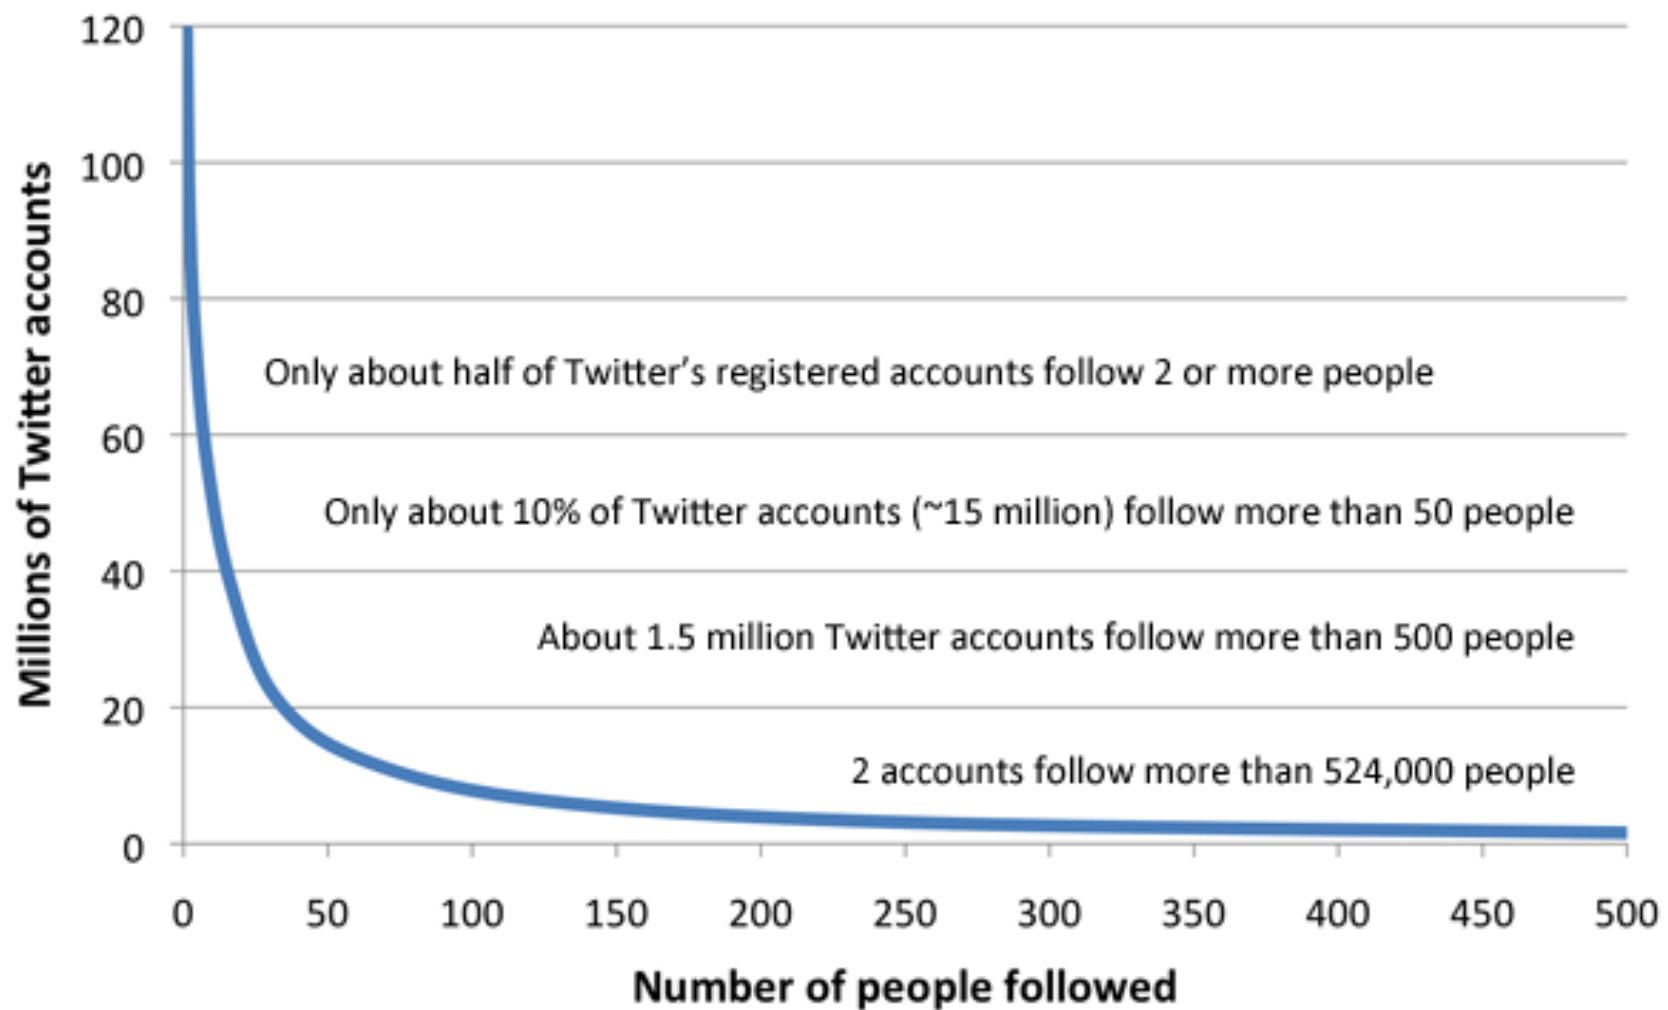 Millions of Twitter accounts
120
100
80
60
40
20
0
Only about half of Twitter's registered accounts follow 2 or more people
Only about 10% of Twitter accounts (~15 million) follow more than 50 people
About 1.5 million Twitter accounts follow more than 500 people
2 accounts follow more than 524,000 people
0 50 100 150 200 250 300 350 400 450 500
Number of people followed